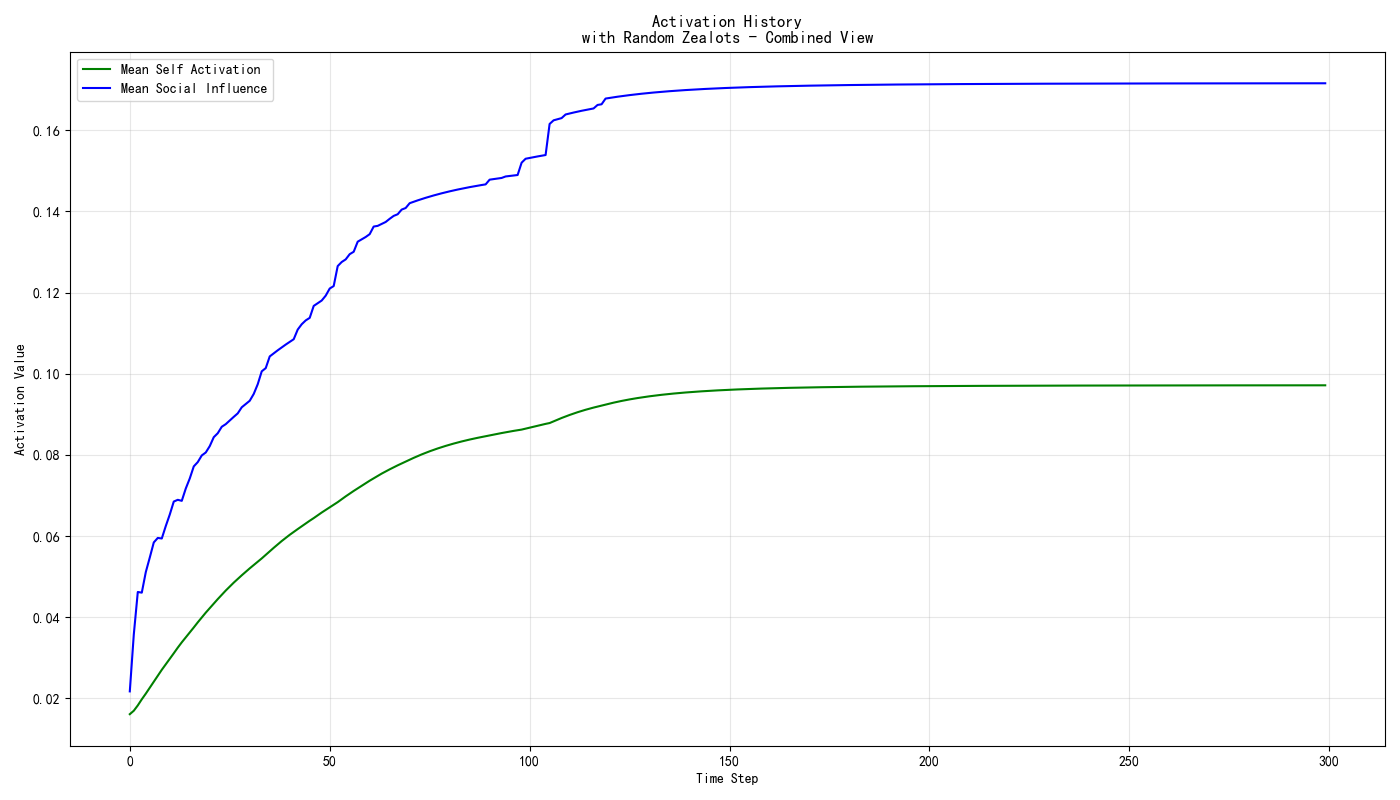 Activation History
with Random Zealots - Combined View
Mean Self Activation
Mean Social Influence
Activation Value
0.16
0.14
0.12
0.10
0.08
0.06
0.04
0.02
0 50 100 150 200 250 300
Time Step